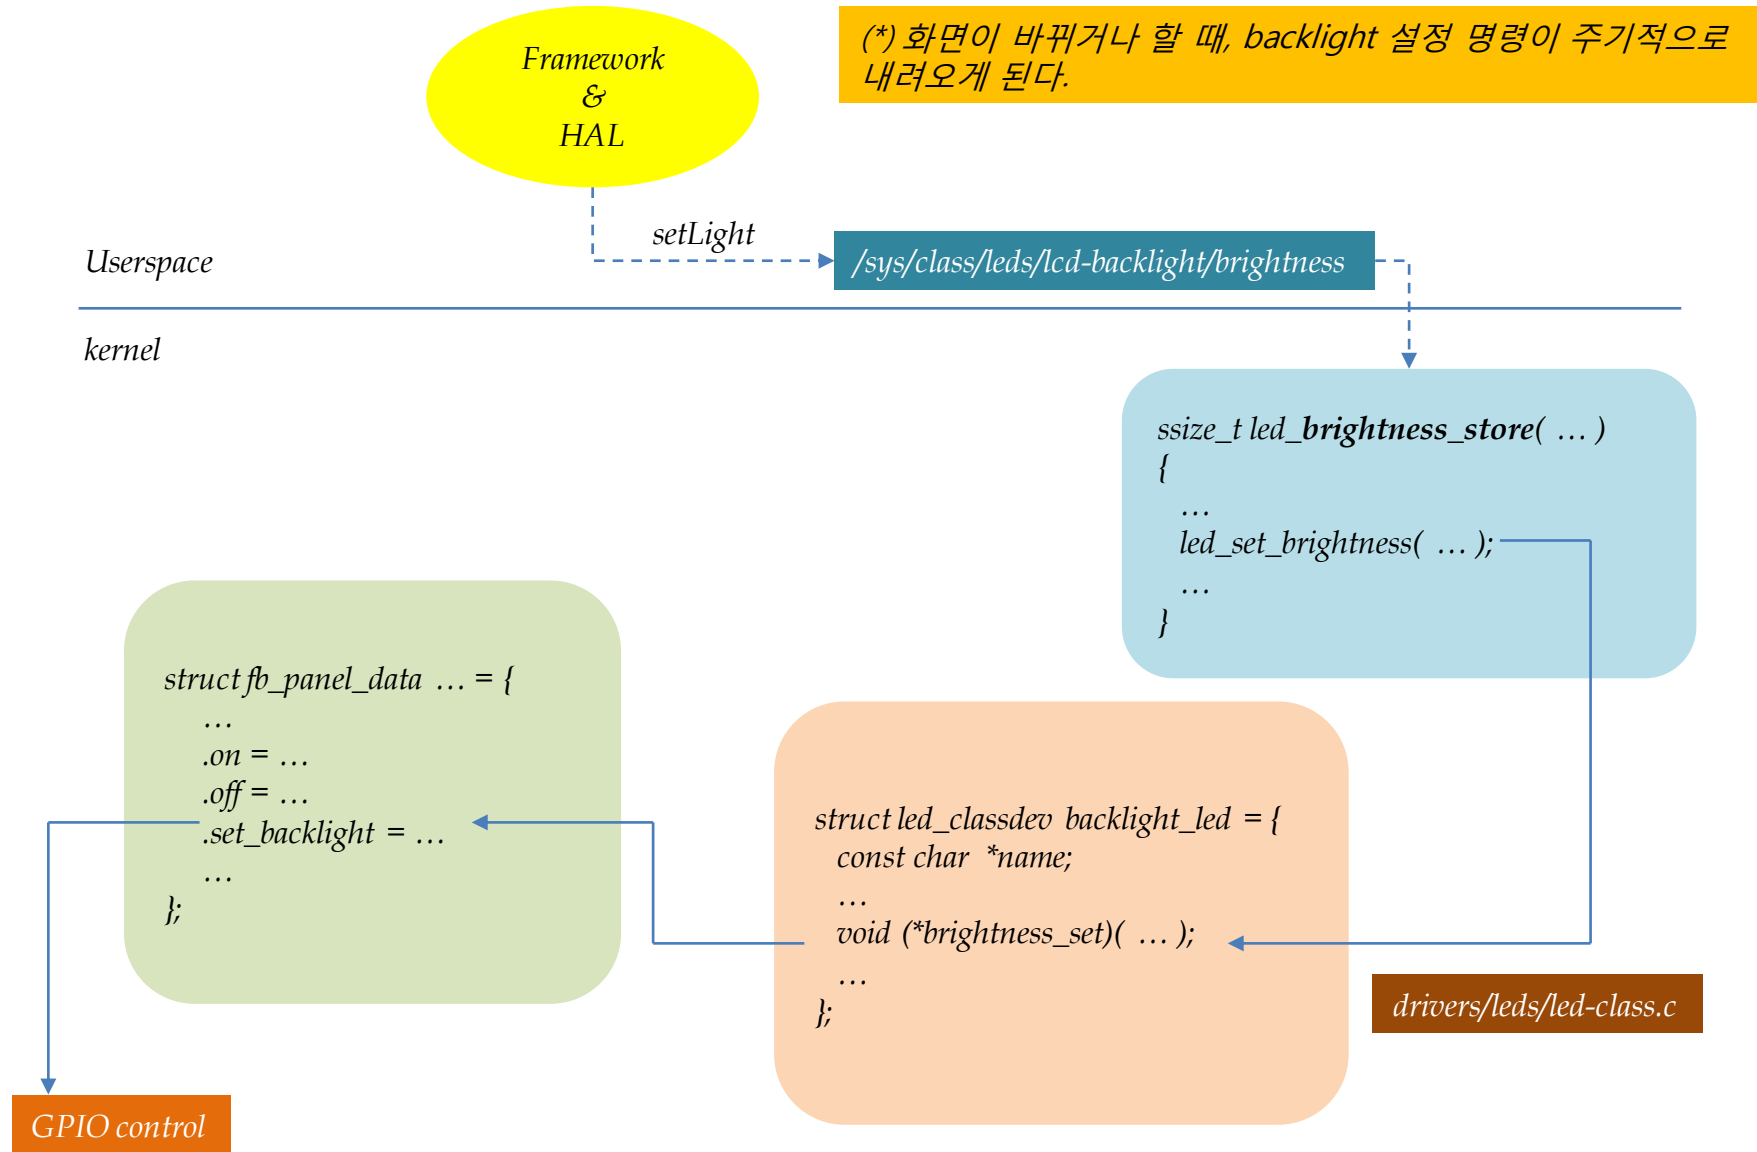 Framework
&
HAL
(*) 화면이 바뀌거나 할 때, backlight 설정 명령이 주기적으로
내려오게 된다.
setLight
Userspace
/sys/class/leds/lcd-backlight/brightness
kernel
ssize_t led_brightness_store( … )
{
…
led_set_brightness( … );
…
}
struct fb_panel_data … = {
…
.on = …
.off = …
.set_backlight = …
…
};
struct led_classdev backlight_led = {
const char *name;
…
void (*brightness_set)( … );
…
};
drivers/leds/led-class.c
GPIO control